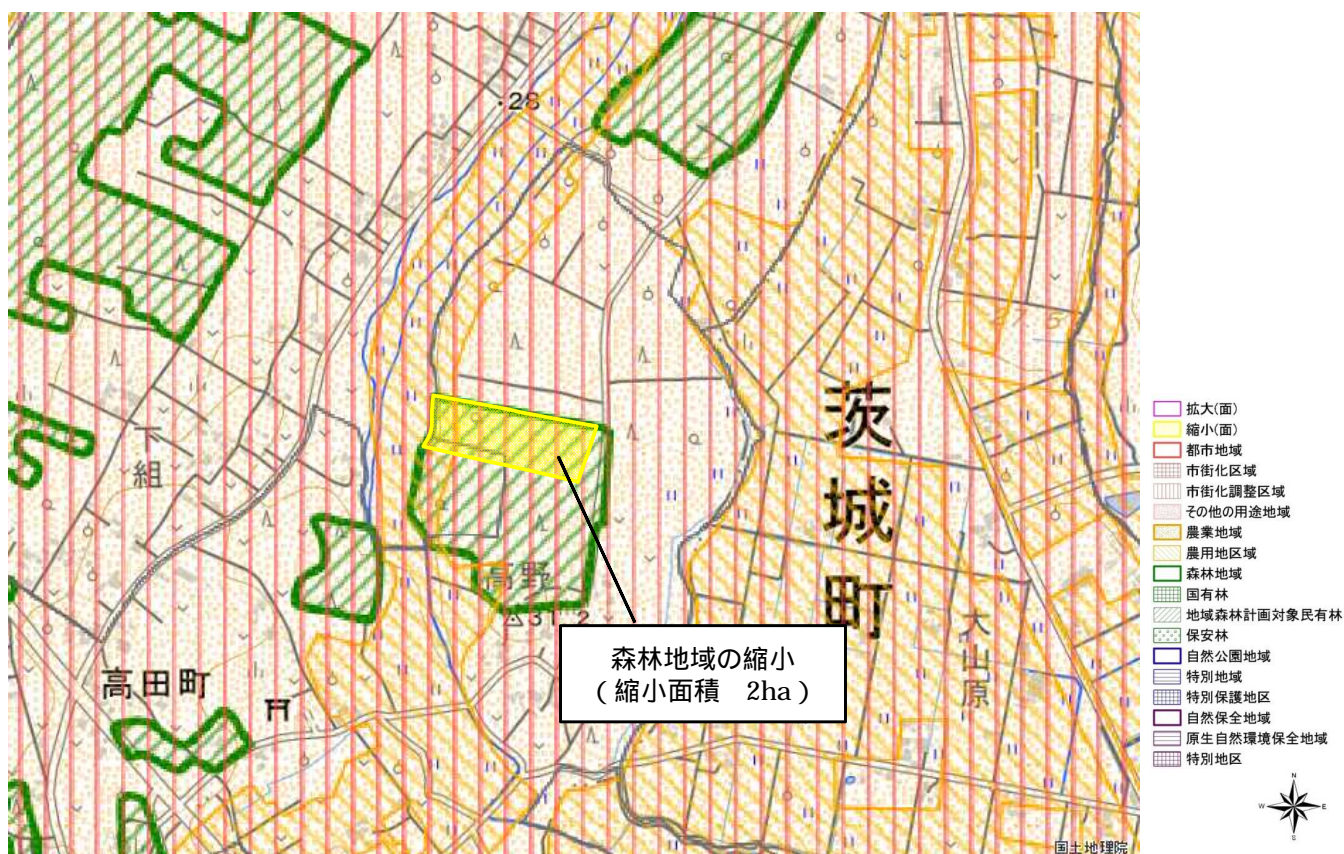 ・28
上
27.5
茨城町
下組
高野
△31.2
大山原
高田町
森林地域の縮小
（縮小面積　2ha）
国土地理院
拡大(面)
縮小(面)
都市地域
市街化区域
市街化調整区域
その他の用途地域
農業地域
農用地区域
森林地域
国有林
地域森林計画対象民有林
保安林
自然公園地域
特別地域
特別保護地区
自然保全地域
原生自然環境保全地域
特別地区
N
W
E
S